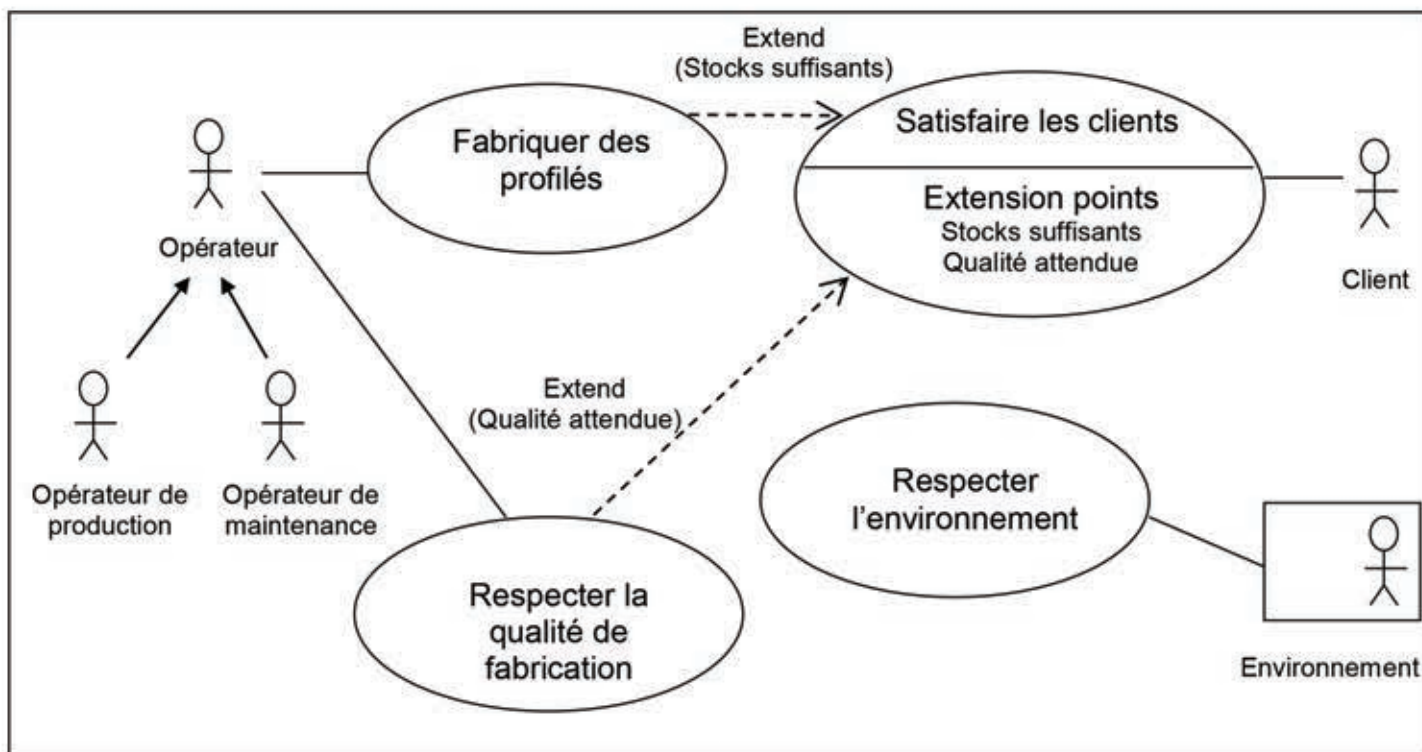 Extend
(Stocks suffisants)
Fabriquer des
profilés
Satisfaire les clients
Extension points
Stocks suffisants
Qualité attendue
Opérateur
Client
Extend
(Qualité attendue)
Opérateur de
production
Opérateur de
maintenance
Respecter
l'environnement
Respecter la
qualité de
fabrication
Environnement